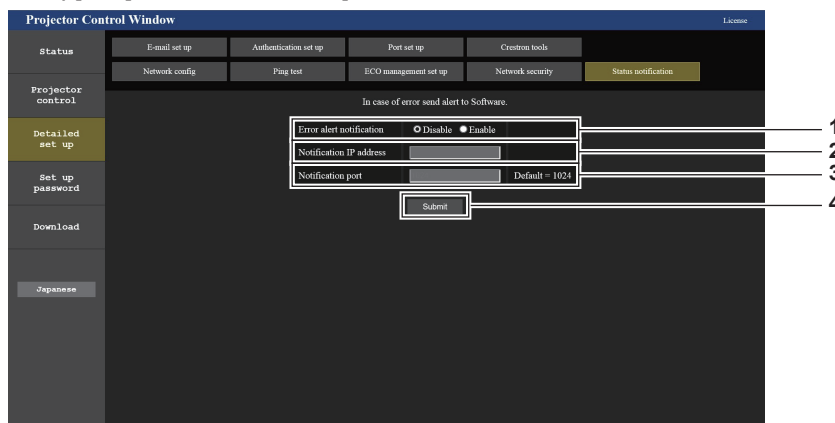 Projector Control Window
License
Status
E-mail set up
Authentication set up
Port set up
Crestron tools
Network config
Ping test
ECO management set up
Network security
Status notification
Projector
control
In case of error send alert to Software.
Detailed
set up
Error alert notification Disable Enable
1
Notification IP address
2
Notification port Default = 1024
3
Set up
password
Submit
4
Download
Japanese